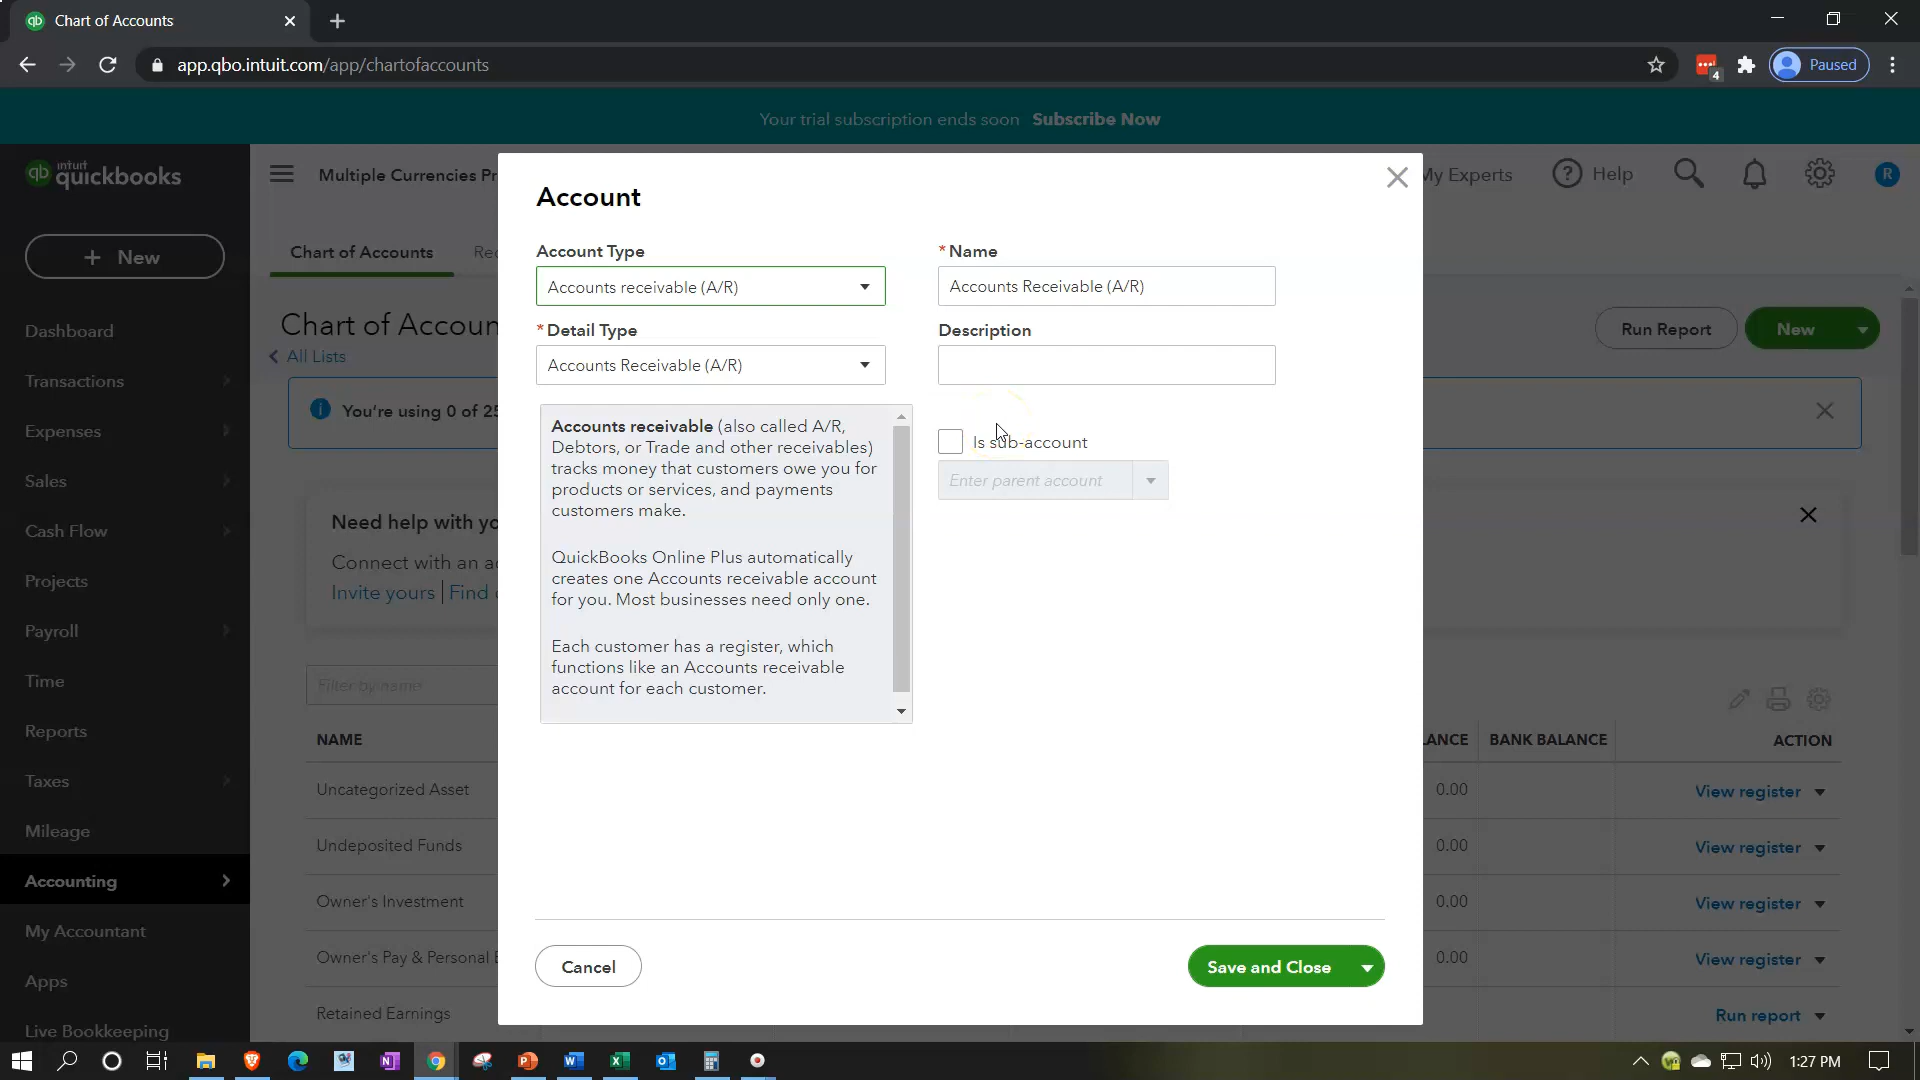 Chart of Accounts
app.qbo.intuit.com/app/chartofaccounts
4
Paused
Your trial subscription ends soon Subscribe Now
qb intuit quickbooks
Multiple Currencies Pr
My Experts
Help
R
+ New
Dashboard
Transactions
Expenses
Sales
Cash Flow
Projects
Payroll
Time
Reports
Taxes
Mileage
Accounting
My Accountant
Apps
Live Bookkeeping
Chart of Accounts
Rec
Chart of Accoun
All Lists
Run Report
New
You're using 0 of 25
Need help with yo
Connect with an ac
Invite yours | Find
Filter by name
NAME
LANCE
BANK BALANCE
ACTION
Uncategorized Asset
0.00
View register
Undeposited Funds
0.00
View register
Owner's Investment
0.00
View register
Owner's Pay & Personal E
0.00
View register
Retained Earnings
Run report
Account
Account Type
Accounts receivable (A/R)
* Name
Accounts Receivable (A/R)
* Detail Type
Accounts Receivable (A/R)
Description
Accounts receivable (also called A/R,
Debtors, or Trade and other receivables)
tracks money that customers owe you for
products or services, and payments
customers make.
QuickBooks Online Plus automatically
creates one Accounts receivable account
for you. Most businesses need only one.
Each customer has a register, which
functions like an Accounts receivable
account for each customer.
Is sub-account
Enter parent account
Cancel
Save and Close
1:27 PM